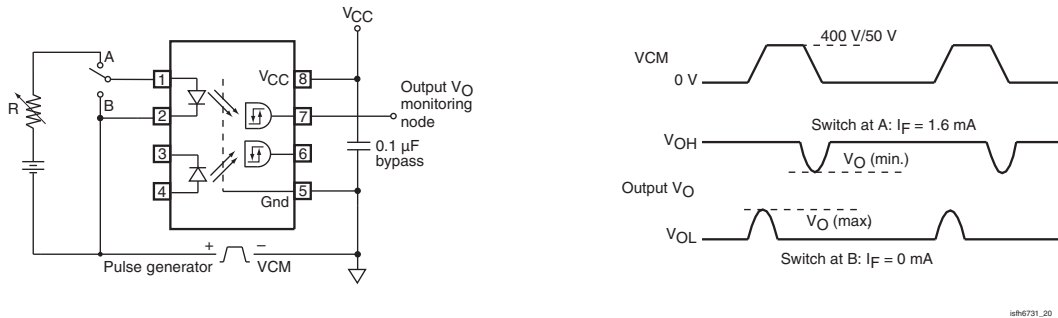 VCC
A
B
R
1
2
3
4
VCC
8
7
6
5
Gnd
Output VO
monitoring
node
0.1 µF
bypass
+
−
Pulse generator
VCM
400 V/50 V
VCM
0 V
Switch at A: IF = 1.6 mA
VOH
VO (min.)
Output VO
VO (max)
VOL
Switch at B: IF = 0 mA
isfh6731_20